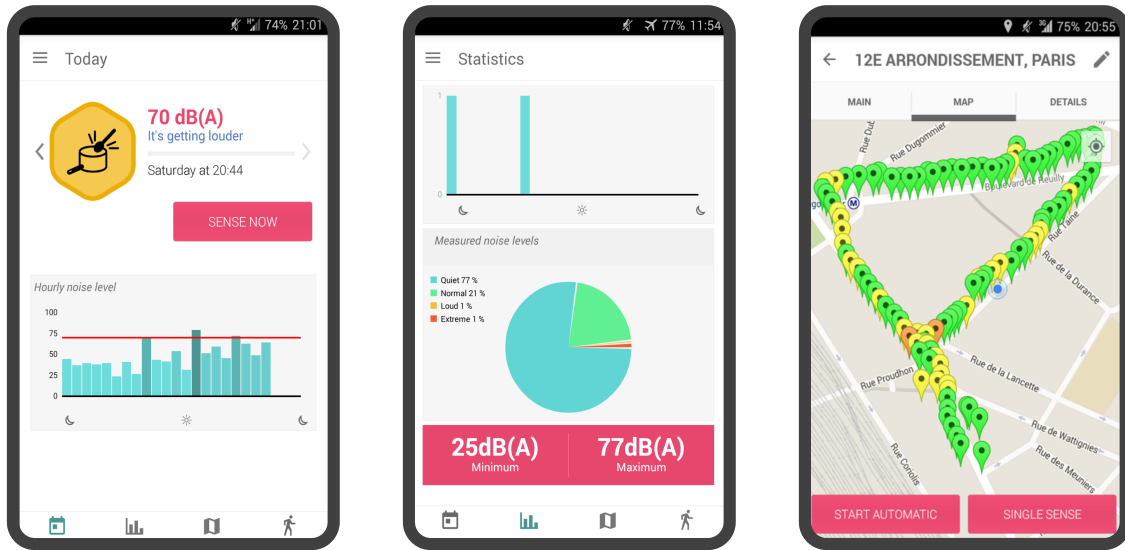 74% 21:01
Today
70 dB(A)
It's getting louder
Saturday at 20:44
SENSE NOW
Hourly noise level
100
75
50
25
0
77% 11:54
Statistics
1
0
Measured noise levels
Quiet 77 %
Normal 21 %
Loud 1 %
Extreme 1 %
25dB(A)
Minimum
77dB(A)
Maximum
3G 75% 20:55
12E ARRONDISSEMENT, PARIS
MAIN
MAP
DETAILS
Rue Dugommier
Boulevard de Reuilly
M
Rue Taine
Rue de la Durance
Rue de la Lancette
Rue Proudhon
Rue de Wattignies
Rue des Meuniers
Rue Coriolis
START AUTOMATIC
SINGLE SENSE